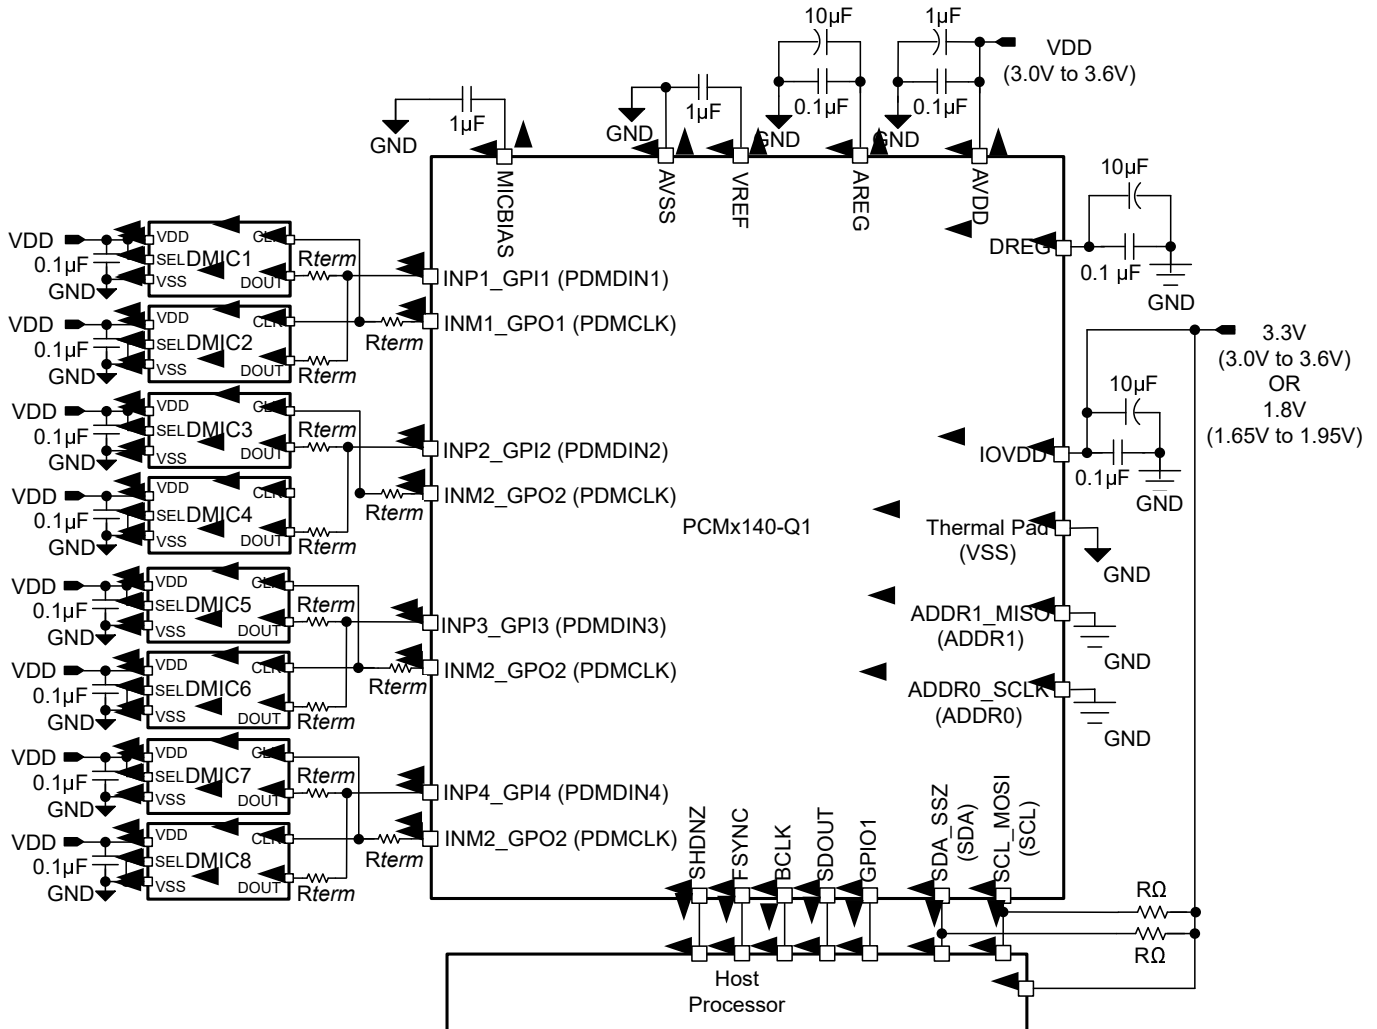 10µF
1µF
VDD
(3.0V to 3.6V)
0.1µF
0.1µF
1µF
1µF
GND
GND
GND
GND
MICBIAS
AVSS
VREF
AREG
AVDD
10µF
DREG
0.1 µF
GND
VDD
0.1µF
GND
VDD
SEL
VSS
DMIC1
CLK
DOUT
Rterm
INP1_GPI1 (PDMDIN1)
VDD
0.1µF
GND
VDD
SEL
VSS
DMIC2
CLK
DOUT
Rterm
Rterm
INM1_GPO1 (PDMCLK)
3.3V
(3.0V to 3.6V)
OR
1.8V
(1.65V to 1.95V)
10µF
IOVDD
0.1µF
GND
VDD
0.1µF
GND
VDD
SEL
VSS
DMIC3
CLK
DOUT
Rterm
INP2_GPI2 (PDMDIN2)
VDD
0.1µF
GND
VDD
SEL
VSS
DMIC4
CLK
DOUT
Rterm
Rterm
INM2_GPO2 (PDMCLK)
PCMx140-Q1
Thermal Pad
(VSS)
GND
VDD
0.1µF
GND
VDD
SEL
VSS
DMIC5
CLK
DOUT
Rterm
INP3_GPI3 (PDMDIN3)
ADDR1_MISO
(ADDR1)
GND
VDD
0.1µF
GND
VDD
SEL
VSS
DMIC6
CLK
DOUT
Rterm
Rterm
INM2_GPO2 (PDMCLK)
ADDR0_SCLK
(ADDR0)
GND
VDD
0.1µF
GND
VDD
SEL
VSS
DMIC7
CLK
DOUT
Rterm
INP4_GPI4 (PDMDIN4)
VDD
0.1µF
GND
VDD
SEL
VSS
DMIC8
CLK
DOUT
Rterm
Rterm
INM2_GPO2 (PDMCLK)
SHDNZ
FSYNC
BCLK
SDOUT
GPIO1
SDA_SSZ
(SDA)
SCL_MOSI
(SCL)
RΩ
RΩ
Host
Processor